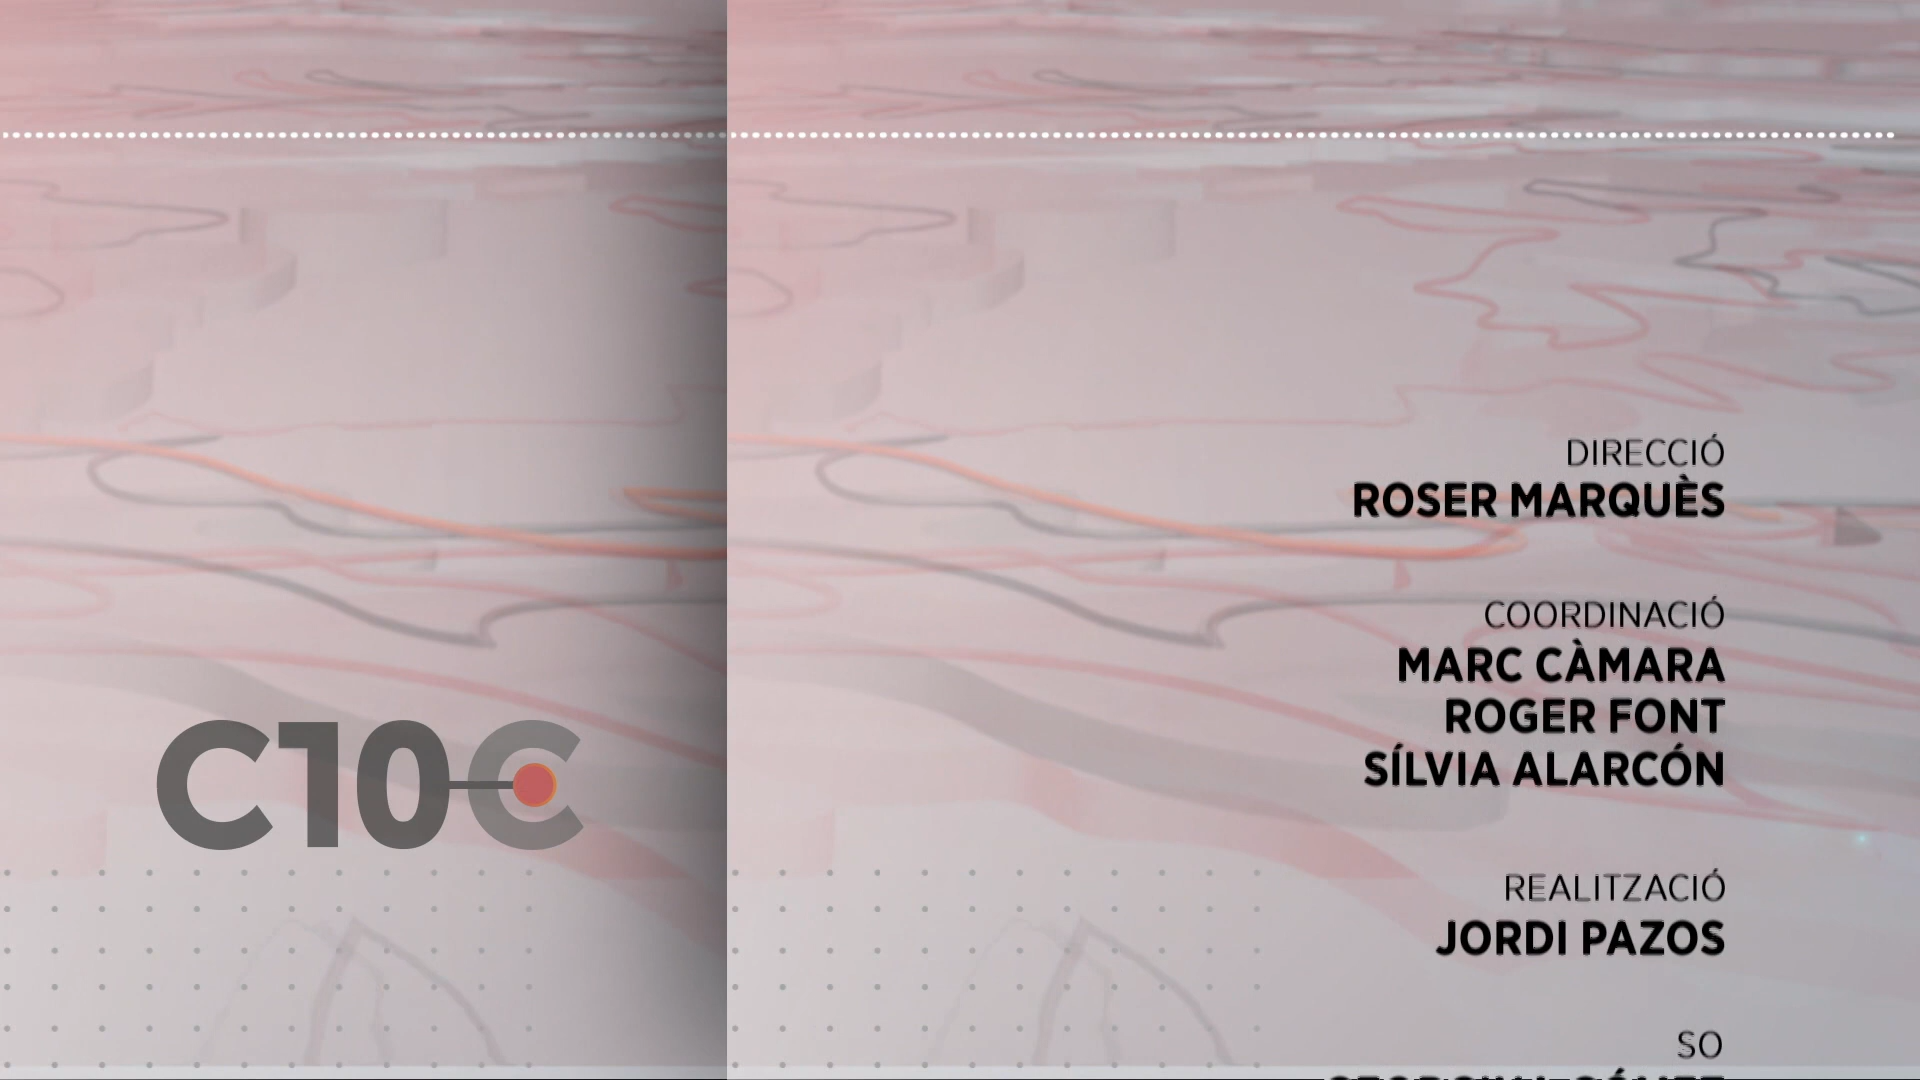 C10C
DIRECCIÓ
ROSER MARQUÈS
COORDINACIÓ
MARC CÀMARA
ROGER FONT
SÍLVIA ALARCÓN
REALITZACIÓ
JORDI PAZOS
SO